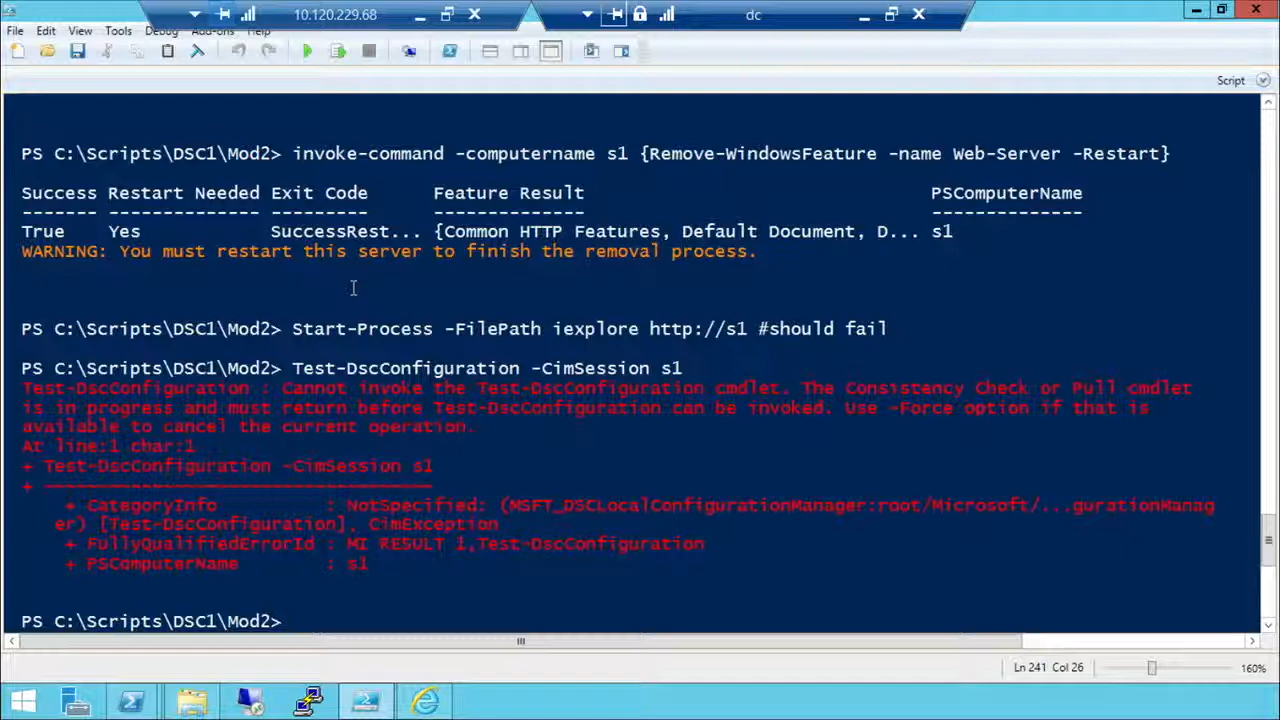 10.120.229.68
dc
File Edit View Tools Debug Add-ons Help
Script
PS C:\Scripts\DSC1\Mod2> invoke-command -computername s1 {Remove-WindowsFeature -name Web-Server -Restart}
Success Restart Needed Exit Code      Feature Result                               PSComputerName
------- -------------- ---------      --------------                               --------------
True    Yes            SuccessRest... {Common HTTP Features, Default Document, D... s1
WARNING: You must restart this server to finish the removal process.
PS C:\Scripts\DSC1\Mod2> Start-Process -FilePath iexplore http://s1 #should fail
PS C:\Scripts\DSC1\Mod2> Test-DscConfiguration -CimSession s1
Test-DscConfiguration : Cannot invoke the Test-DscConfiguration cmdlet. The Consistency Check or Pull cmdlet
is in progress and must return before Test-DscConfiguration can be invoked. Use -Force option if that is
available to cancel the current operation.
At line:1 char:1
+ Test-DscConfiguration -CimSession s1
+ ~~~~~~~~~~~~~~~~~~~~~~~~~~~~~~~~~~~~
    + CategoryInfo          : NotSpecified: (MSFT_DSCLocalConfigurationManager:root/Microsoft/...gurationManag
   er) [Test-DscConfiguration], CimException
    + FullyQualifiedErrorId : MI RESULT 1,Test-DscConfiguration
    + PSComputerName        : s1
PS C:\Scripts\DSC1\Mod2>
Ln 241 Col 26
160%